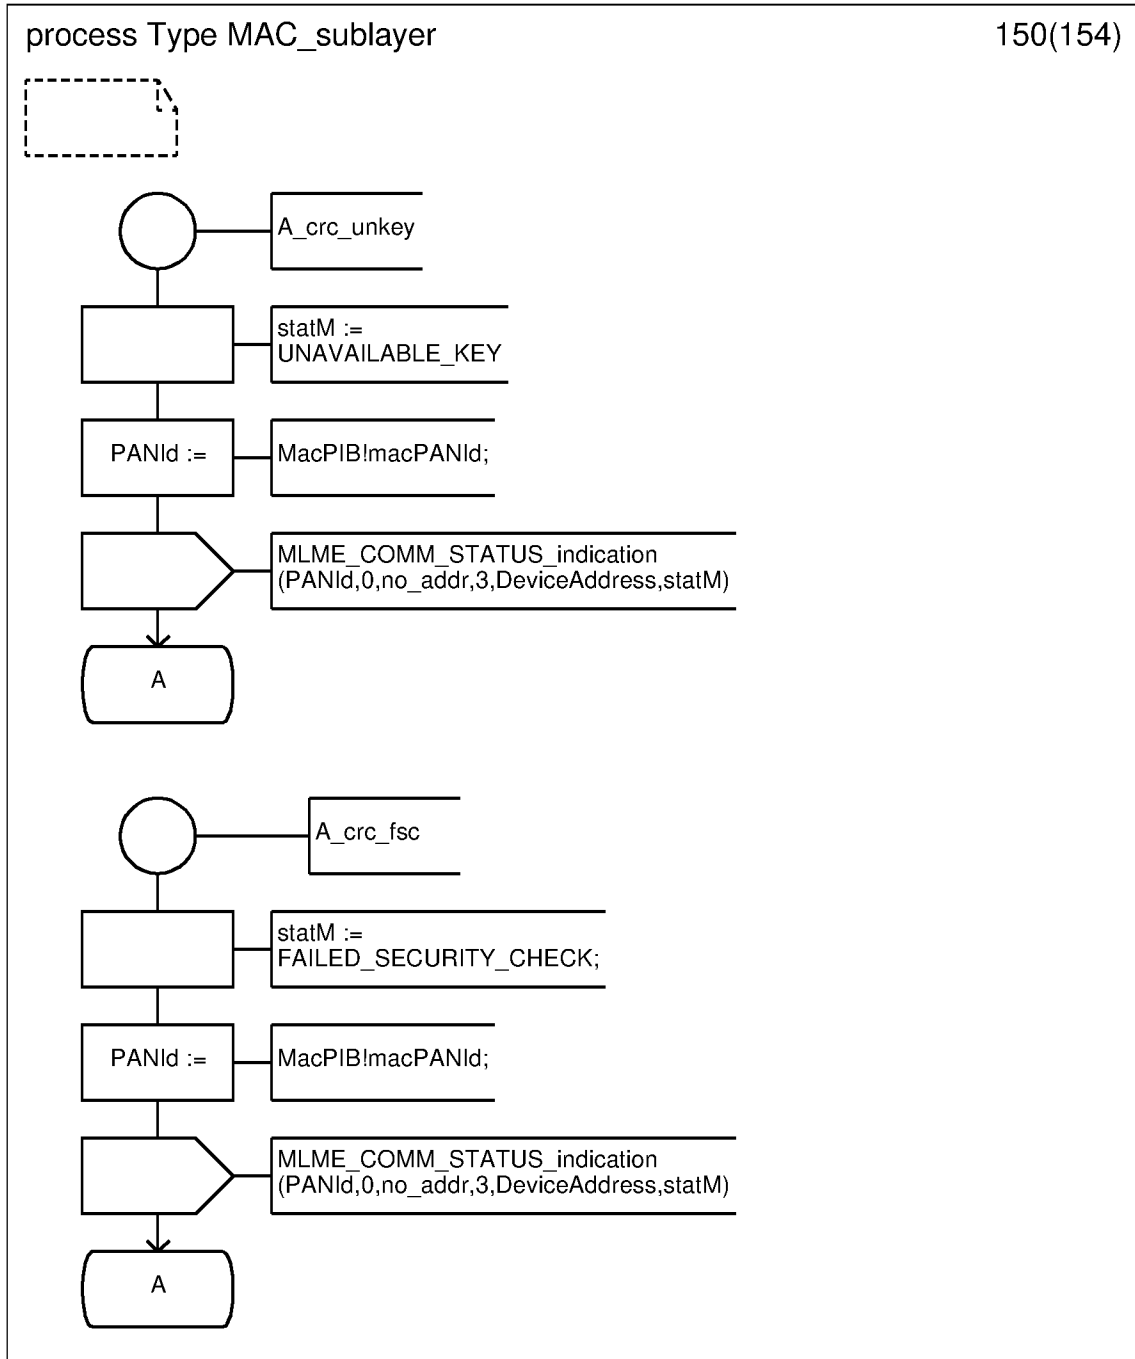 process Type MAC_sublayer
150(154)
A_crc_unkey
statM :=
UNAVAILABLE_KEY
PANId :=
MacPIB!macPANId;
MLME_COMM_STATUS_indication
(PANId,0,no_addr,3,DeviceAddress,statM)
A
A_crc_fsc
statM :=
FAILED_SECURITY_CHECK;
PANId :=
MacPIB!macPANId;
MLME_COMM_STATUS_indication
(PANId,0,no_addr,3,DeviceAddress,statM)
A